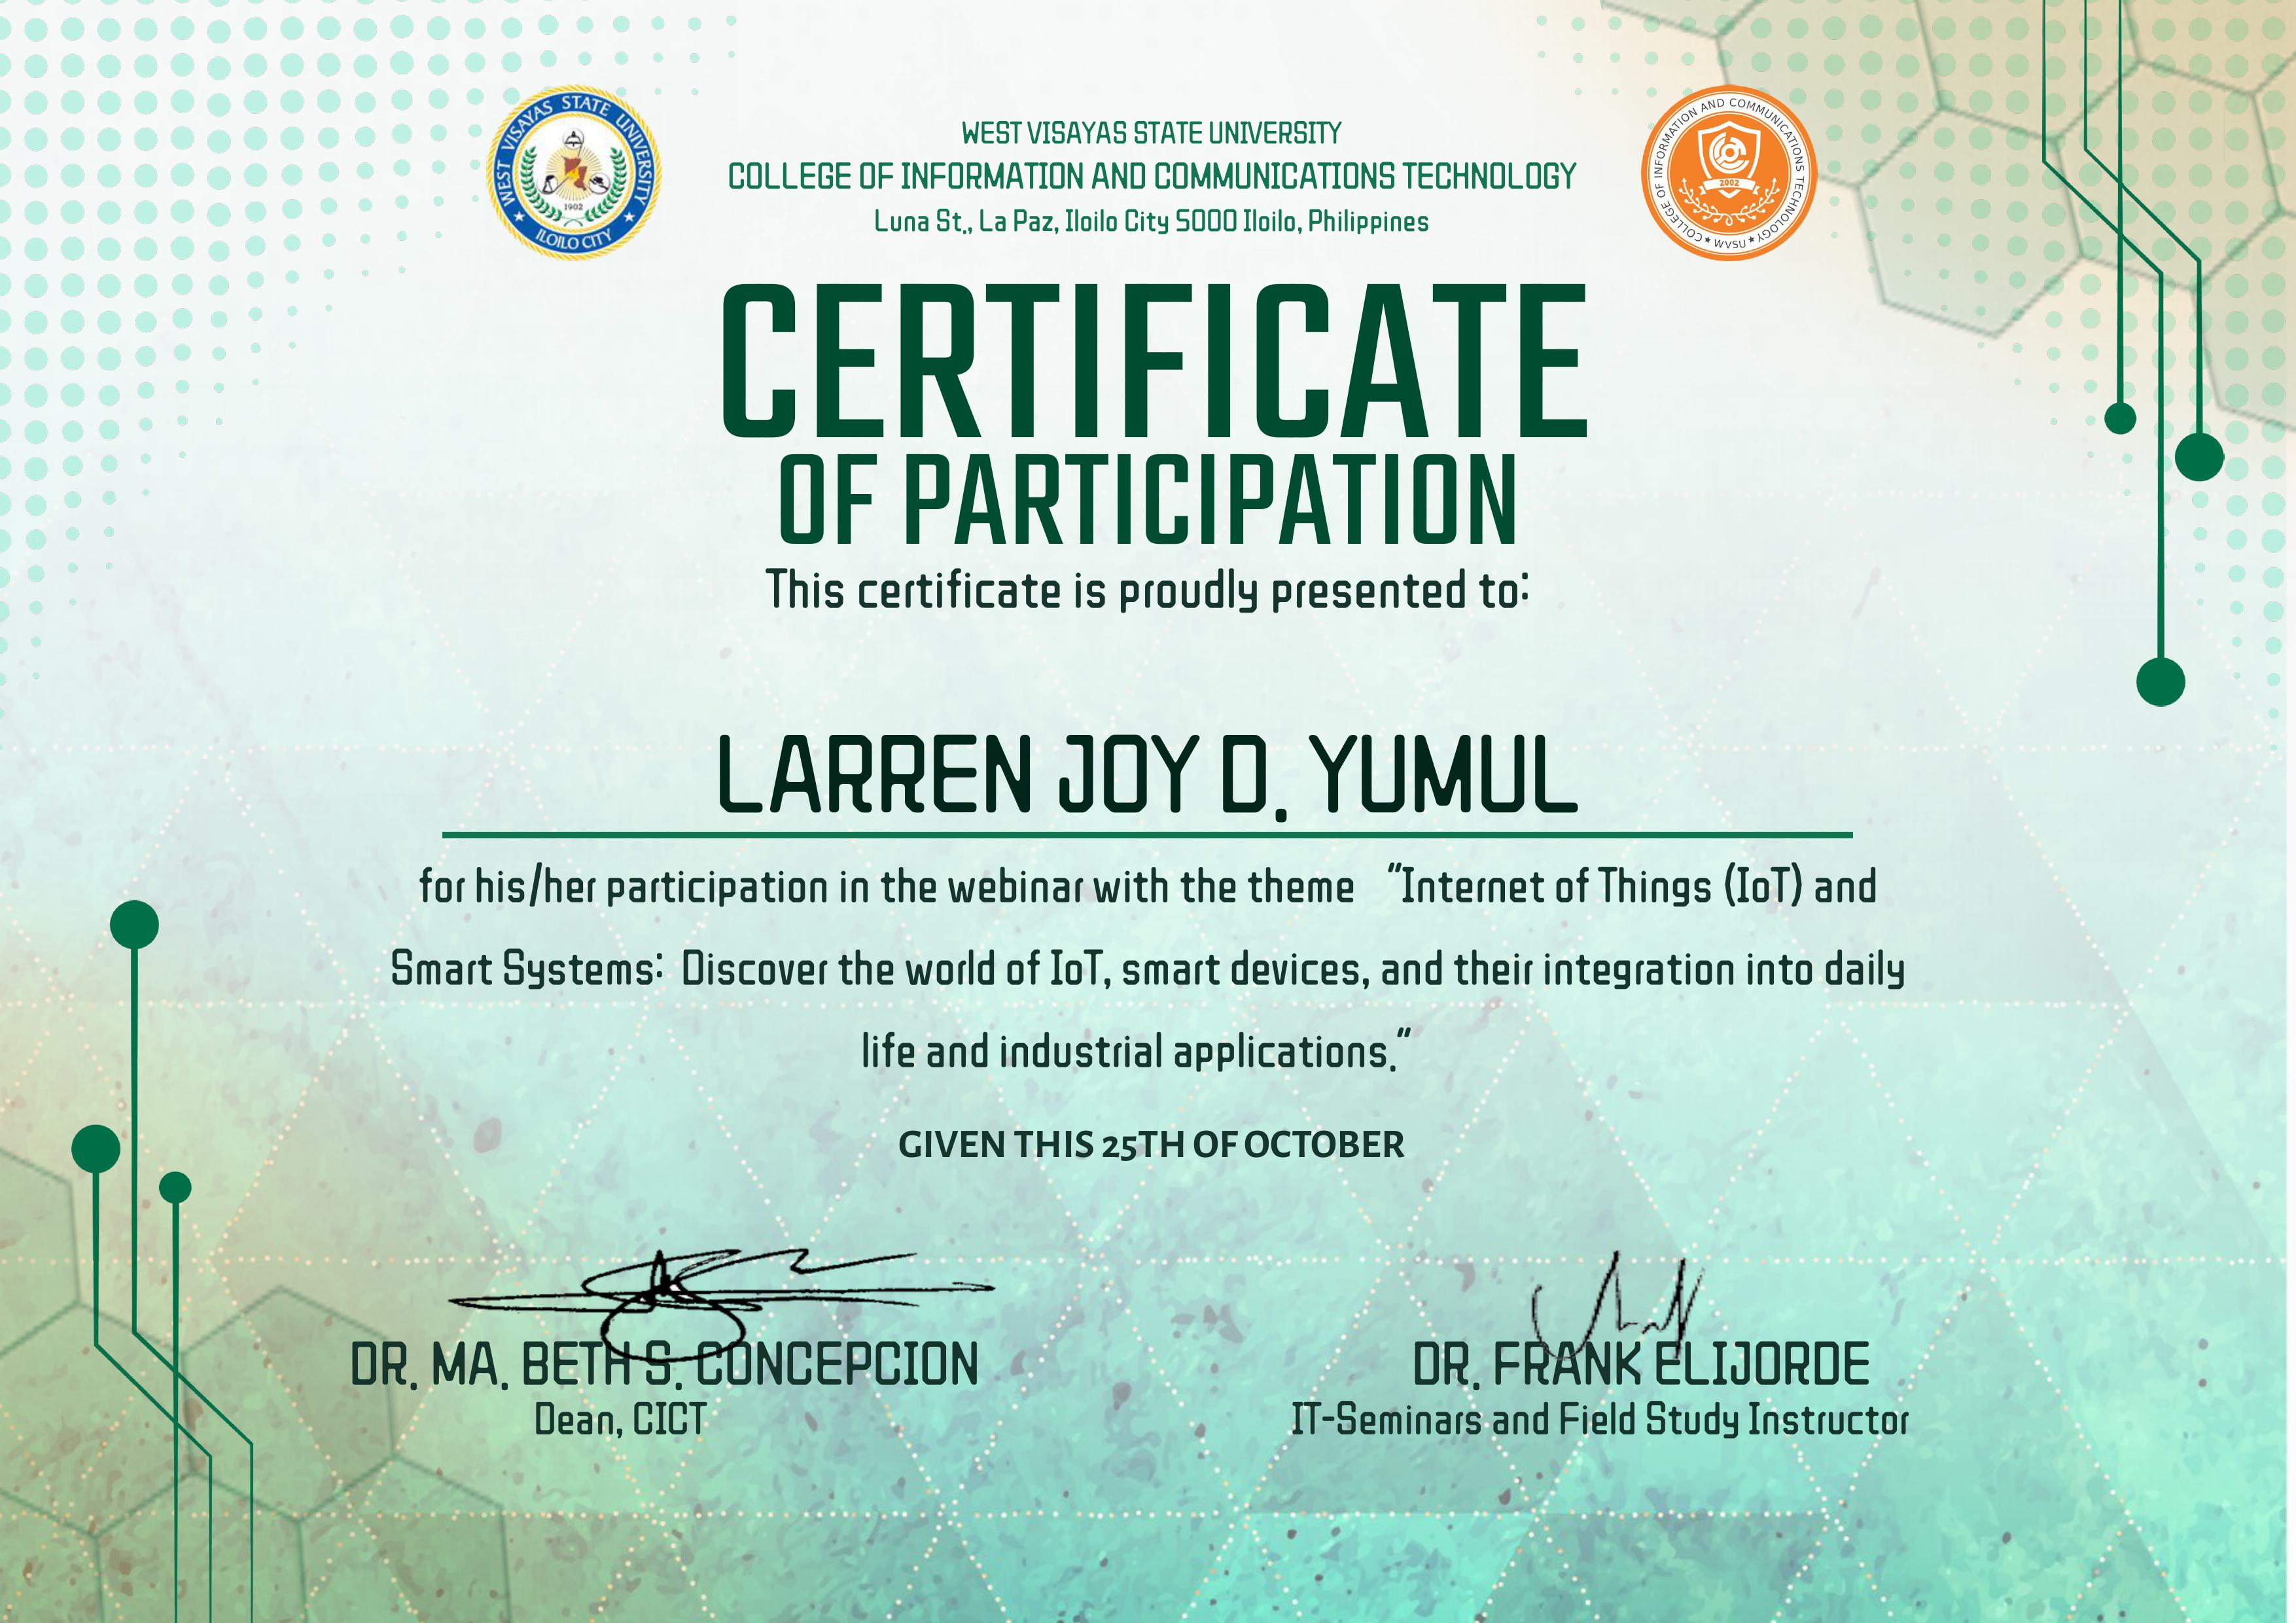 WEST VISAYAS STATE UNIVERSITY
ILOILO CITY
1902
WEST VISAYAS STATE UNIVERSITY
COLLEGE OF INFORMATION AND COMMUNICATIONS TECHNOLOGY
Luna St., La Paz, Iloilo City 5000 Iloilo, Philippines
COLLEGE OF INFORMATION AND COMMUNICATIONS TECHNOLOGY
WVSU
2002
CERTIFICATE
OF PARTICIPATION
This certificate is proudly presented to:
LARREN JOY D. YUMUL
for his/her participation in the webinar with the theme "Internet of Things (IoT) and
Smart Systems: Discover the world of IoT, smart devices, and their integration into daily
life and industrial applications."
GIVEN THIS 25TH OF OCTOBER
DR. MA. BETH S. CONCEPCION
Dean, CICT
DR. FRANK ELIJORDE
IT-Seminars and Field Study Instructor